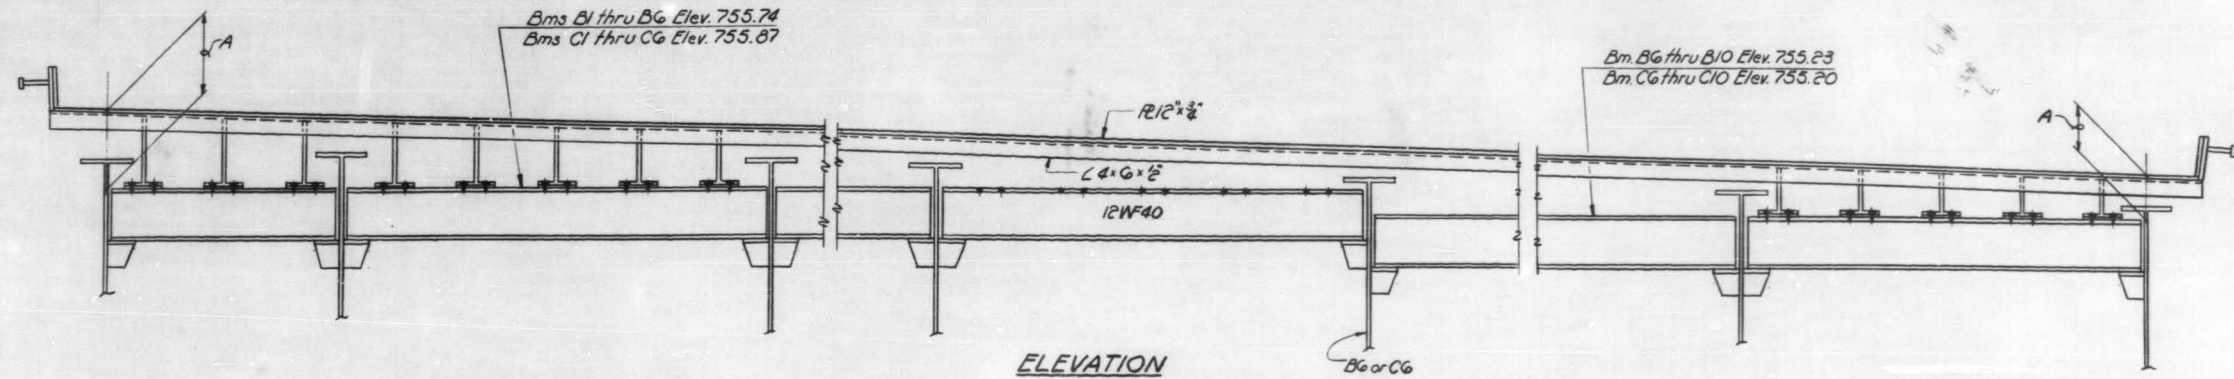 Bms B1 thru B6 Elev. 755.74
Bms C1 thru C6 Elev. 755.87
A
Bm. B6 thru B10 Elev. 755.23
Bm. C6 thru C10 Elev. 755.20
PL 12" x 3/4"
A
L 4 x 6 x 1/2"
12WF40
ELEVATION
B6 or C6